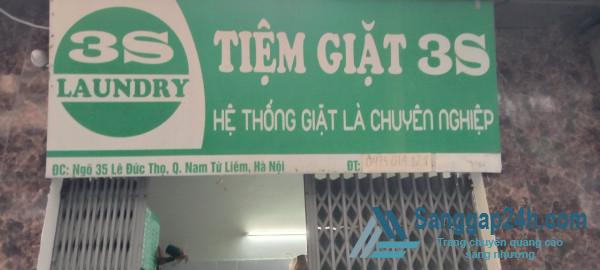 3S
LAUNDRY
TIỆM GIẶT 3S
HỆ THỐNG GIẶT LÀ CHUYÊN NGHIỆP
ĐC: Ngõ 35 Lê Đức Thọ, Q. Nam Từ Liêm, Hà Nội
ĐT:
Sanggap24h.com
Trang chuyên quảng cáo
sang nhượng